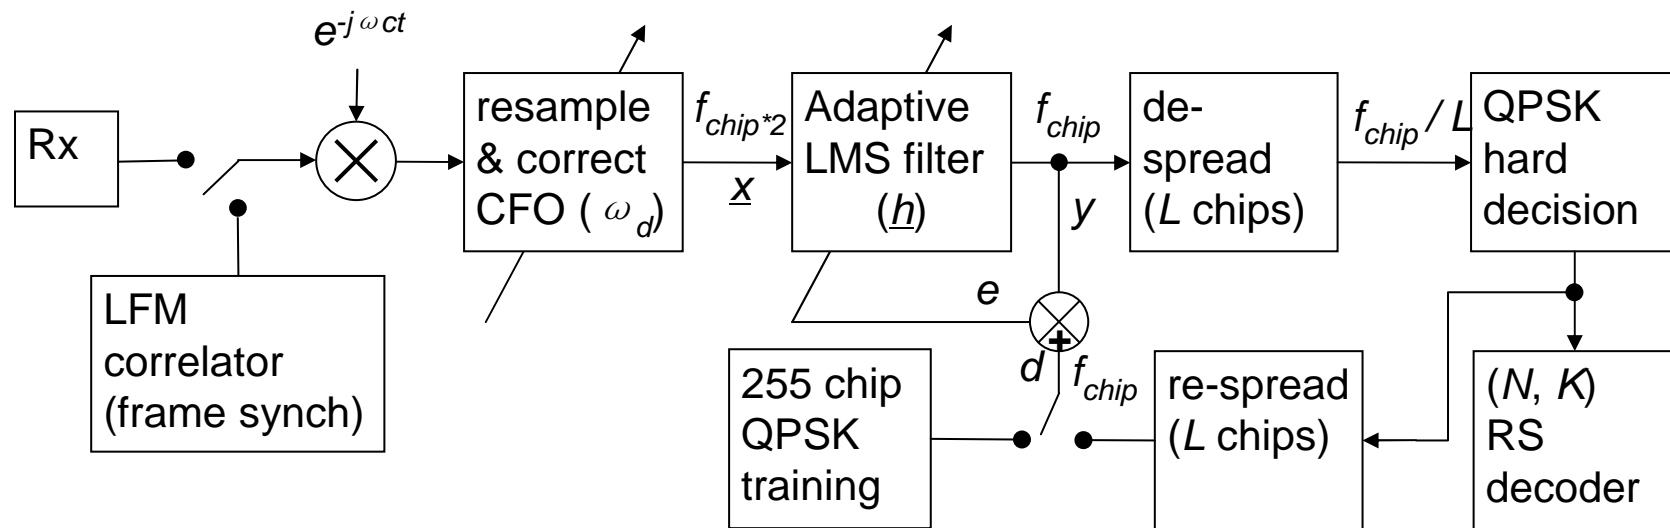 e-jωct
Rx
resample
& correct
CFO ( ωd)
fchip*2
x
Adaptive
LMS filter
(h)
fchip
y
de-
spread
(L chips)
fchip / L
QPSK
hard
decision
LFM
correlator
(frame synch)
e
+
d
fchip
255 chip
QPSK
training
re-spread
(L chips)
(N, K)
RS
decoder